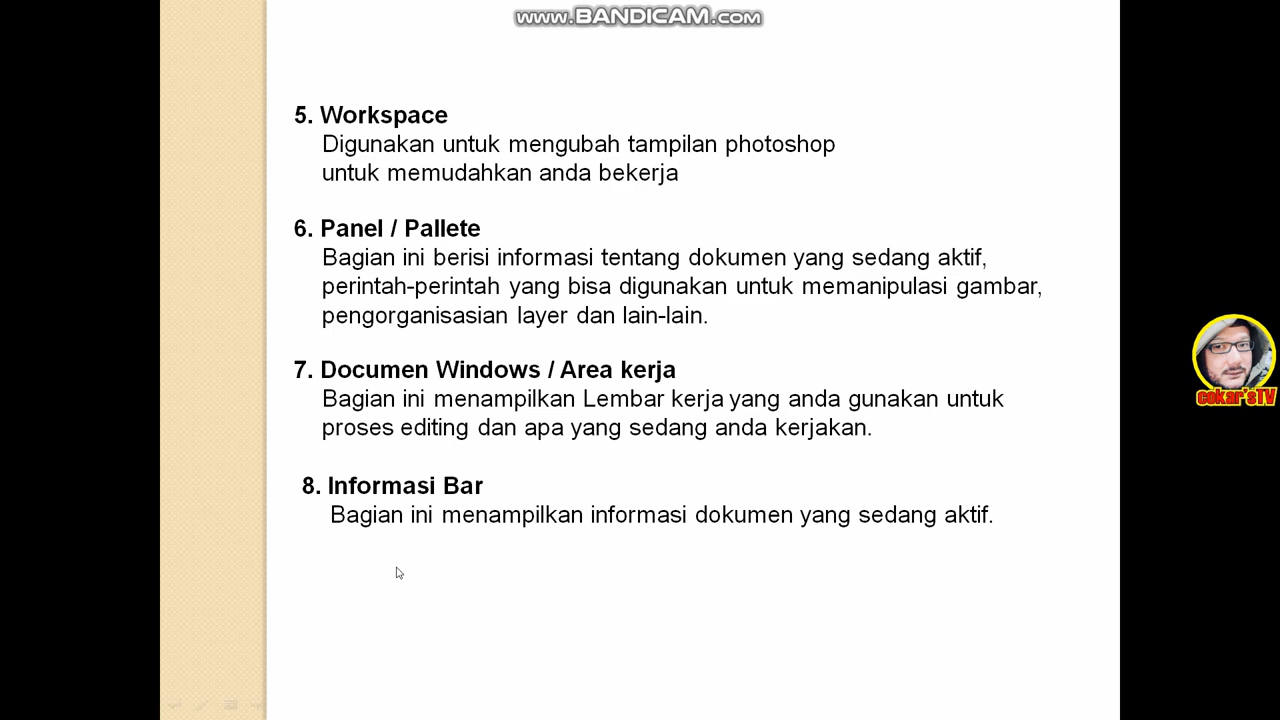 www.BANDICAM.com
5. Workspace
Digunakan untuk mengubah tampilan photoshop
untuk memudahkan anda bekerja
6. Panel / Pallete
Bagian ini berisi informasi tentang dokumen yang sedang aktif,
perintah-perintah yang bisa digunakan untuk memanipulasi gambar,
pengorganisasian layer dan lain-lain.
7. Documen Windows / Area kerja
Bagian ini menampilkan Lembar kerja yang anda gunakan untuk
proses editing dan apa yang sedang anda kerjakan.
8. Informasi Bar
Bagian ini menampilkan informasi dokumen yang sedang aktif.
cokar'sTV